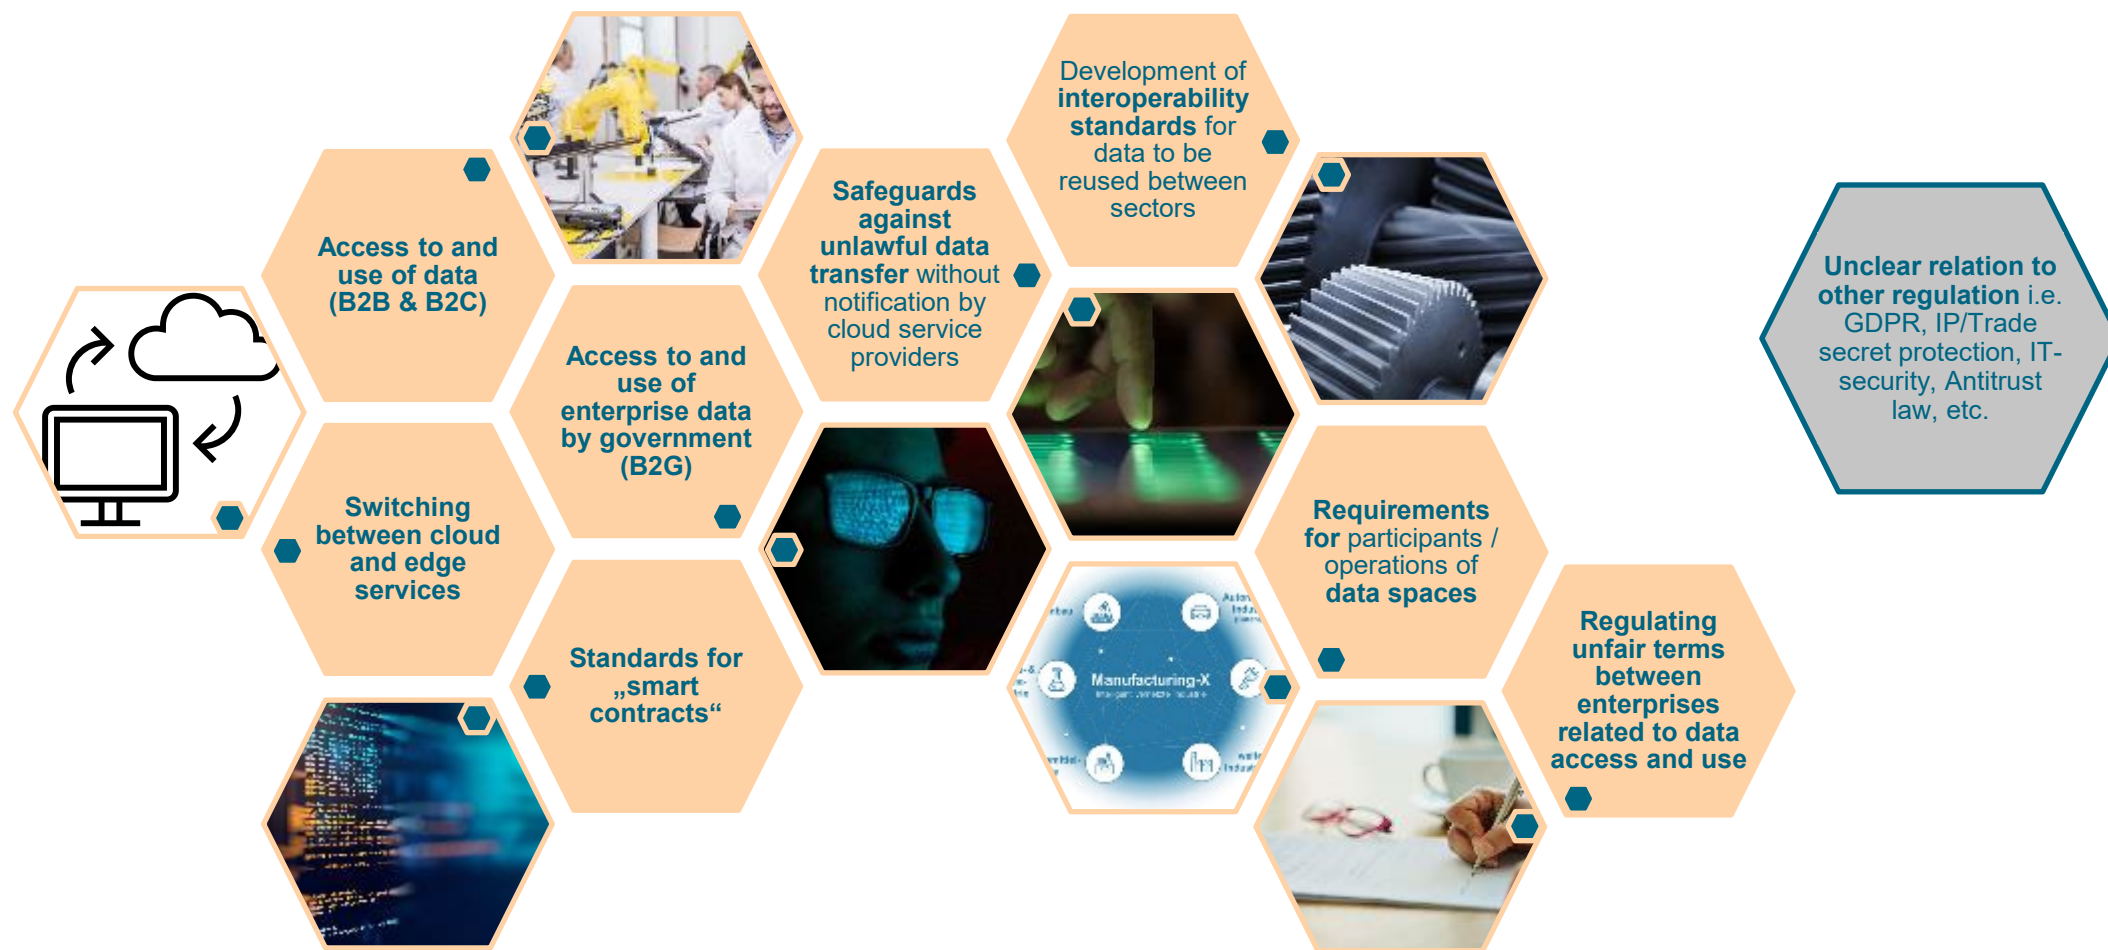 Access to and
use of data
(B2B & B2C)
Switching
between cloud
and edge
services
Access to and
use of
enterprise data
by government
(B2G)
Standards for
„smart
contracts“
Safeguards
against
unlawful data
transfer without
notification by
cloud service
providers
Development of
interoperability
standards for
data to be
reused between
sectors
Manufacturing-X
Requirements
for participants /
operations of
data spaces
Regulating
unfair terms
between
enterprises
related to data
access and use
Unclear relation to
other regulation i.e.
GDPR, IP/Trade
secret protection, IT-
security, Antitrust
law, etc.